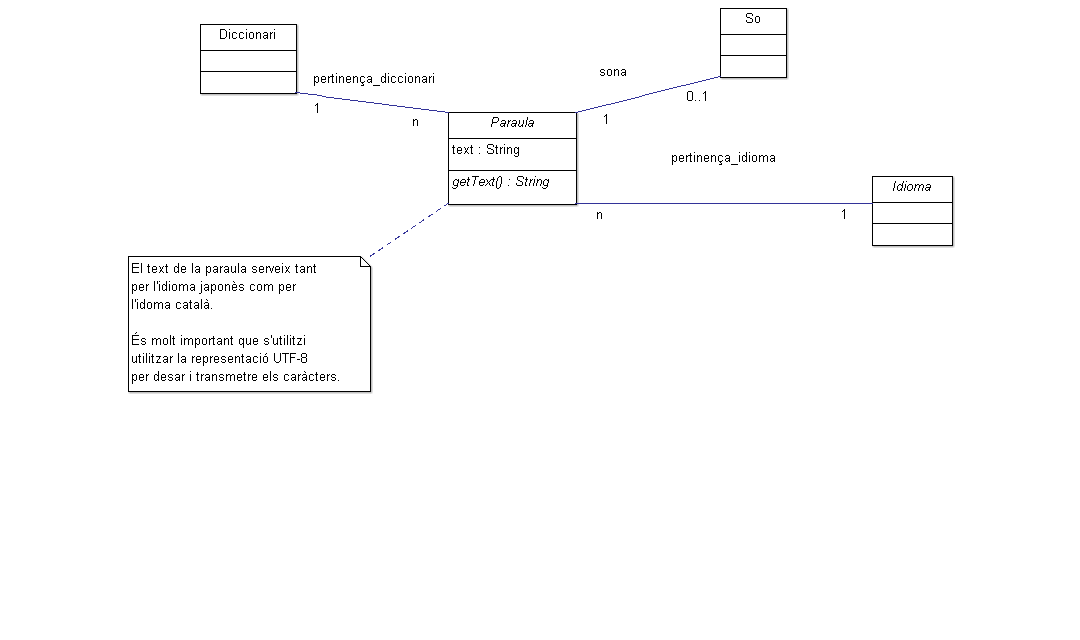 Diccionari
So
pertinença_diccionari
sona
1
n
1
0..1
Paraula
text : String
getText() : String
pertinença_idioma
Idioma
n
1
El text de la paraula serveix tant
per l'idioma japonès com per
l'idoma català.
És molt important que s'utilitzi
utilitzar la representació UTF-8
per desar i transmetre els caràcters.